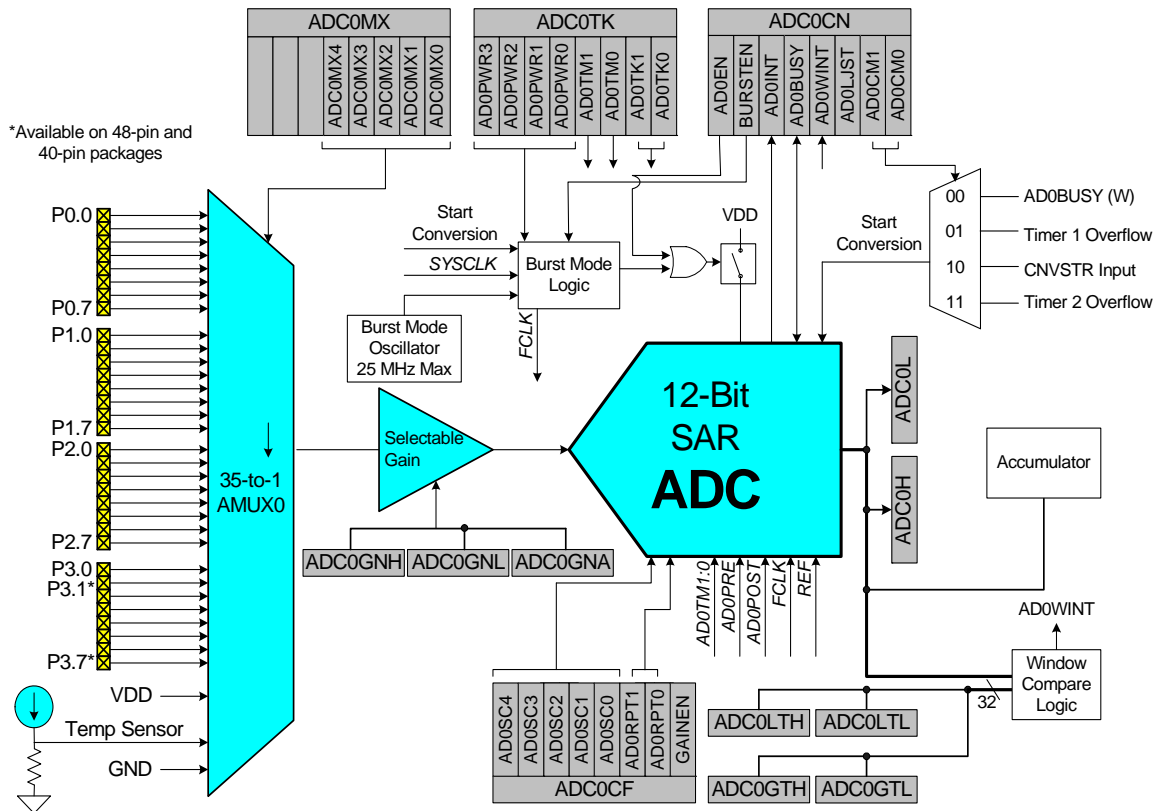 ADC0MX
ADC0MX4
ADC0MX3
ADC0MX2
ADC0MX1
ADC0MX0
ADC0TK
AD0PWR3
AD0PWR2
AD0PWR1
AD0PWR0
AD0TM1
AD0TM0
AD0TK1
AD0TK0
ADC0CN
AD0EN
BURSTEN
AD0INT
AD0BUSY
AD0WINT
AD0LJST
AD0CM1
AD0CM0
*Available on 48-pin and
40-pin packages
P0.0
P0.7
P1.0
P1.7
P2.0
P2.7
P3.0
P3.1*
P3.7*
VDD
Temp Sensor
GND
35-to-1
AMUX0
Start
Conversion
SYSCLK
Burst Mode
Logic
Burst Mode
Oscillator
25 MHz Max
FCLK
VDD
Start
Conversion
00
01
10
11
AD0BUSY (W)
Timer 1 Overflow
CNVSTR Input
Timer 2 Overflow
Selectable
Gain
ADC0GNH
ADC0GNL
ADC0GNA
12-Bit
SAR
ADC
ADC0L
ADC0H
Accumulator
AD0TM1:0
AD0PRE
AD0POST
FCLK
REF
AD0WINT
Window
Compare
Logic
32
ADC0LTH
ADC0LTL
ADC0GTH
ADC0GTL
AD0SC4
AD0SC3
AD0SC2
AD0SC1
AD0SC0
AD0RPT1
AD0RPT0
GAINEN
ADC0CF